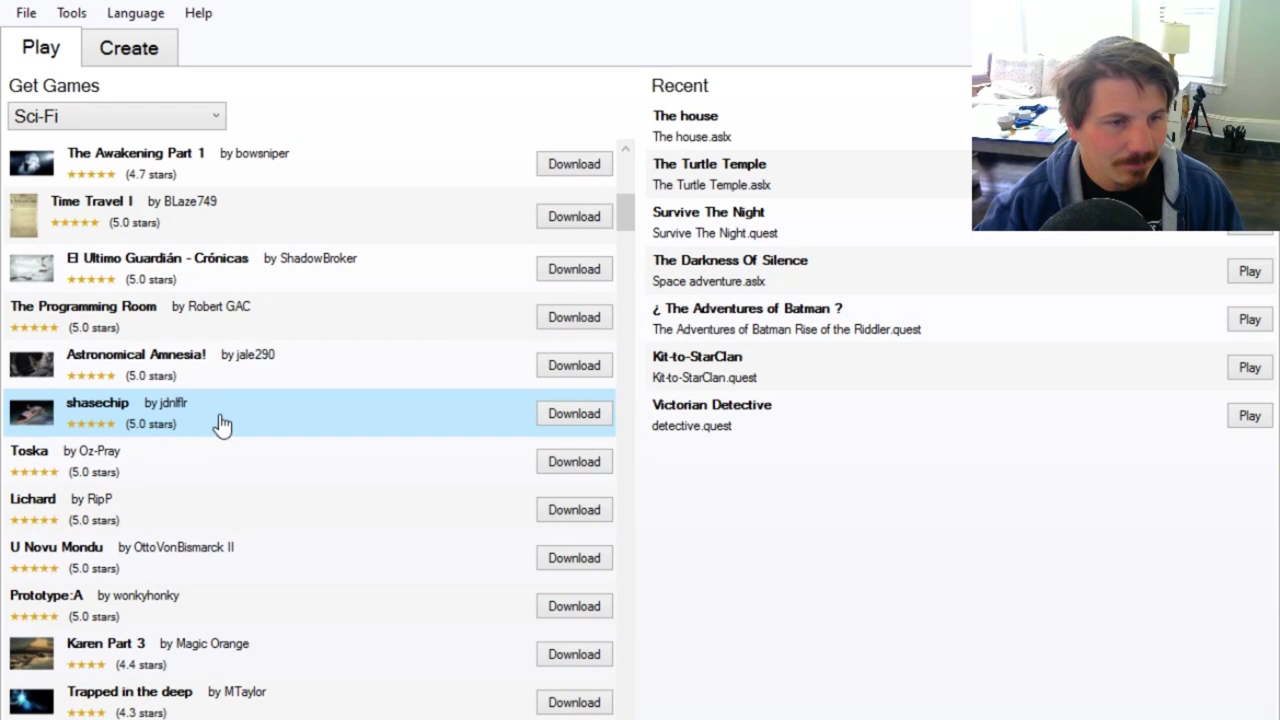 File Tools Language Help
Play Create
Get Games
Sci-Fi
The Awakening Part 1 by bowsniper
★★★★★ (4.7 stars)
Download
Time Travel I by BLaze749
★★★★★ (5.0 stars)
Download
El Ultimo Guardián - Crónicas by ShadowBroker
★★★★★ (5.0 stars)
Download
The Programming Room by Robert GAC
★★★★★ (5.0 stars)
Download
Astronomical Amnesia! by jale290
★★★★★ (5.0 stars)
Download
shasechip by jdnlflr
★★★★★ (5.0 stars)
Download
Toska by Oz-Pray
★★★★★ (5.0 stars)
Download
Lichard by RipP
★★★★★ (5.0 stars)
Download
U Novu Mondu by OttoVonBismarck II
★★★★★ (5.0 stars)
Download
Prototype:A by wonkyhonky
★★★★★ (5.0 stars)
Download
Karen Part 3 by Magic Orange
★★★★ (4.4 stars)
Download
Trapped in the deep by MTaylor
★★★★ (4.3 stars)
Download
Recent
The house
The house.aslx
The Turtle Temple
The Turtle Temple.aslx
Survive The Night
Survive The Night.quest
The Darkness Of Silence
Space adventure.aslx
Play
¿ The Adventures of Batman ?
The Adventures of Batman Rise of the Riddler.quest
Play
Kit-to-StarClan
Kit-to-StarClan.quest
Play
Victorian Detective
detective.quest
Play